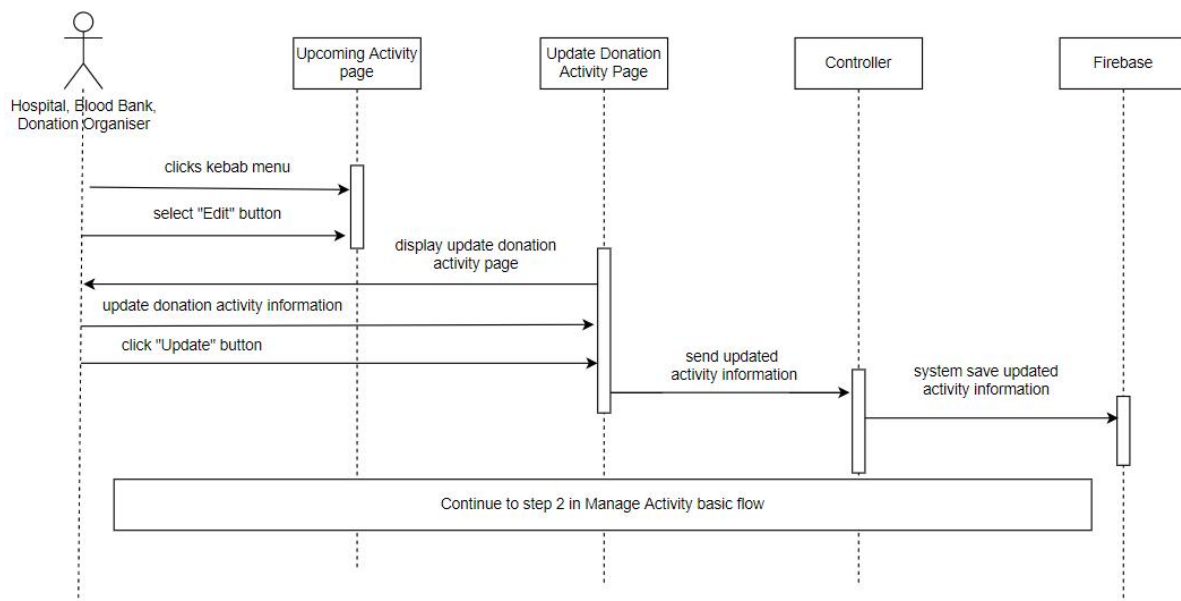 Upcoming Activity
page
Update Donation
Activity Page
Controller
Firebase
Hospital, Blood Bank,
Donation Organiser
clicks kebab menu
select "Edit" button
display update donation
activity page
update donation activity information
click "Update" button
send updated
activity information
system save updated
activity information
Continue to step 2 in Manage Activity basic flow